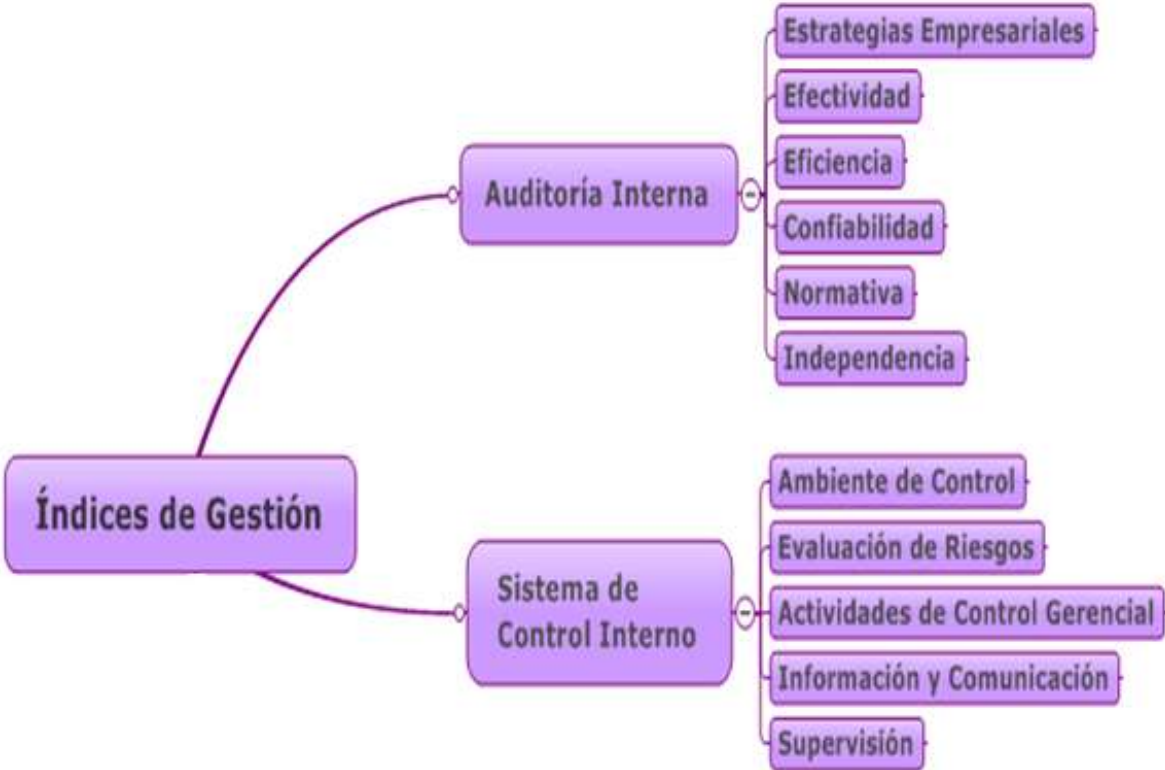 Índices de Gestión
Auditoría Interna
Estrategias Empresariales
Efectividad
Eficiencia
Confiabilidad
Normativa
Independencia
Sistema de
Control Interno
Ambiente de Control
Evaluación de Riesgos
Actividades de Control Gerencial
Información y Comunicación
Supervisión